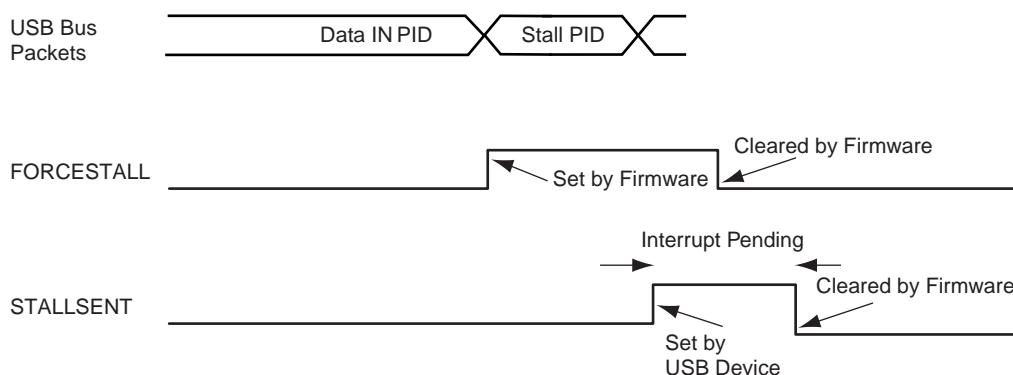 USB Bus
Packets
Data IN PID
Stall PID
FORCESTALL
Set by Firmware
Cleared by Firmware
Interrupt Pending
STALLSENT
Set by
USB Device
Cleared by Firmware